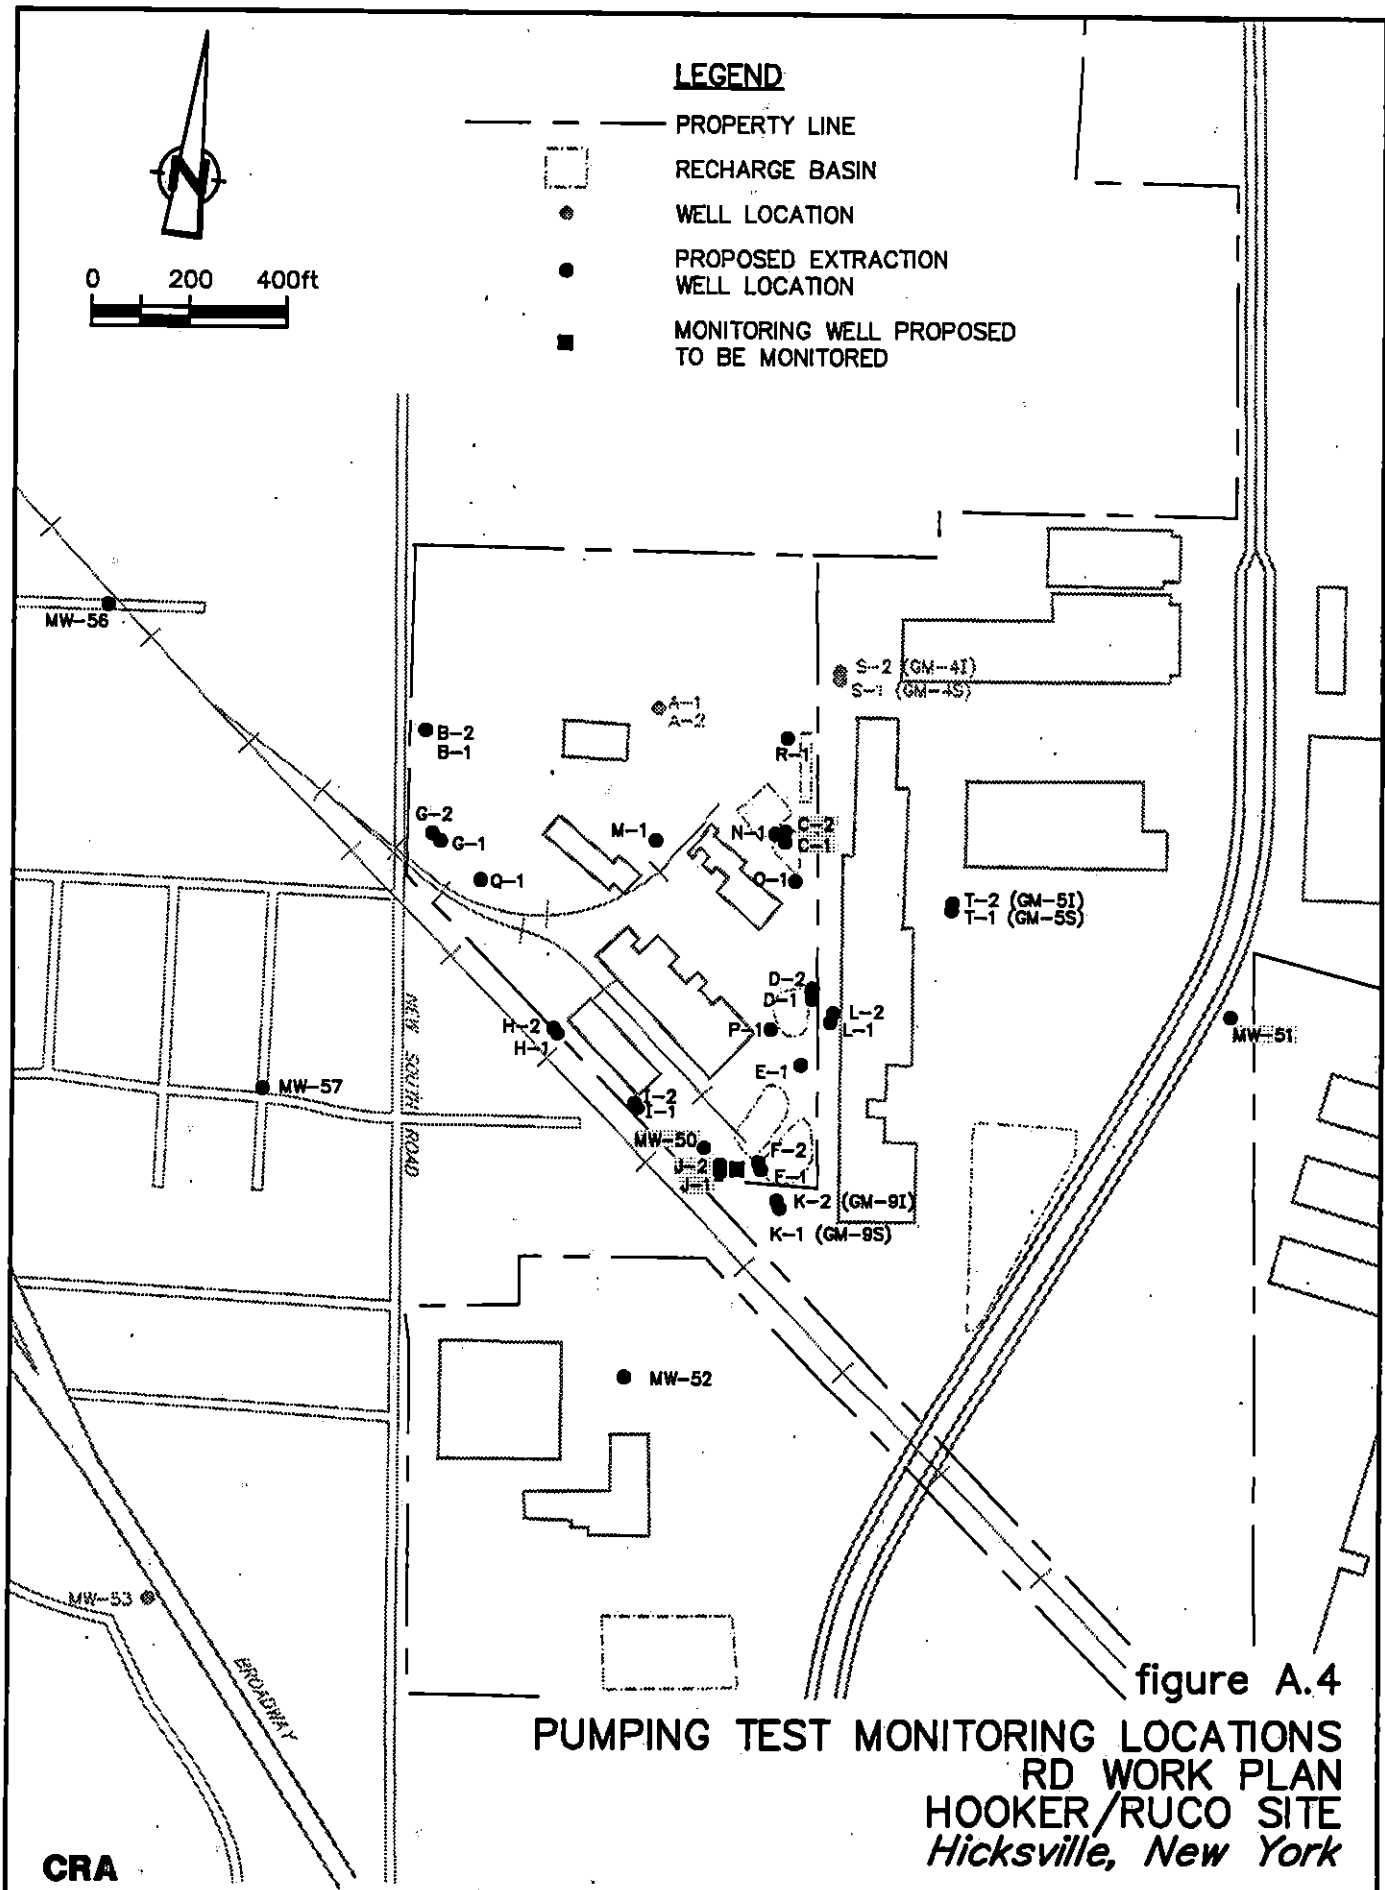 LEGEND
PROPERTY LINE
RECHARGE BASIN
WELL LOCATION
PROPOSED EXTRACTION
WELL LOCATION
MONITORING WELL PROPOSED
TO BE MONITORED
N
0 200 400ft
MW-56
S-2 (GM-4I)
S-1 (GM-4S)
A-1
A-2
B-2
B-1
R-1
G-2
G-1
M-1
N-1
C-2
C-1
Q-1
O-1
T-2 (GM-5I)
T-1 (GM-5S)
D-2
D-1
L-2
L-1
P-1
H-2
H-1
MW-51
E-1
MW-57
I-2
I-1
NEW SOUTH ROAD
MW-50
J-2
J-1
F-2
F-1
K-2 (GM-9I)
K-1 (GM-9S)
MW-52
MW-53
BROADWAY
figure A.4
PUMPING TEST MONITORING LOCATIONS
RD WORK PLAN
HOOKER/RUCO SITE
Hicksville, New York
CRA